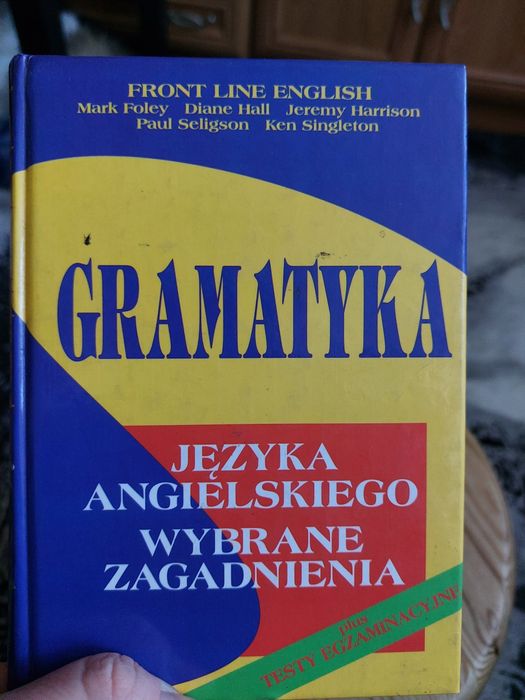 FRONT LINE ENGLISH
Mark Foley Diane Hall Jeremy Harrison
Paul Seligson Ken Singleton
GRAMATYKA
JĘZYKA
ANGIELSKIEGO
WYBRANE
ZAGADNIENIA
plus
TESTY EGZAMINACYJNE